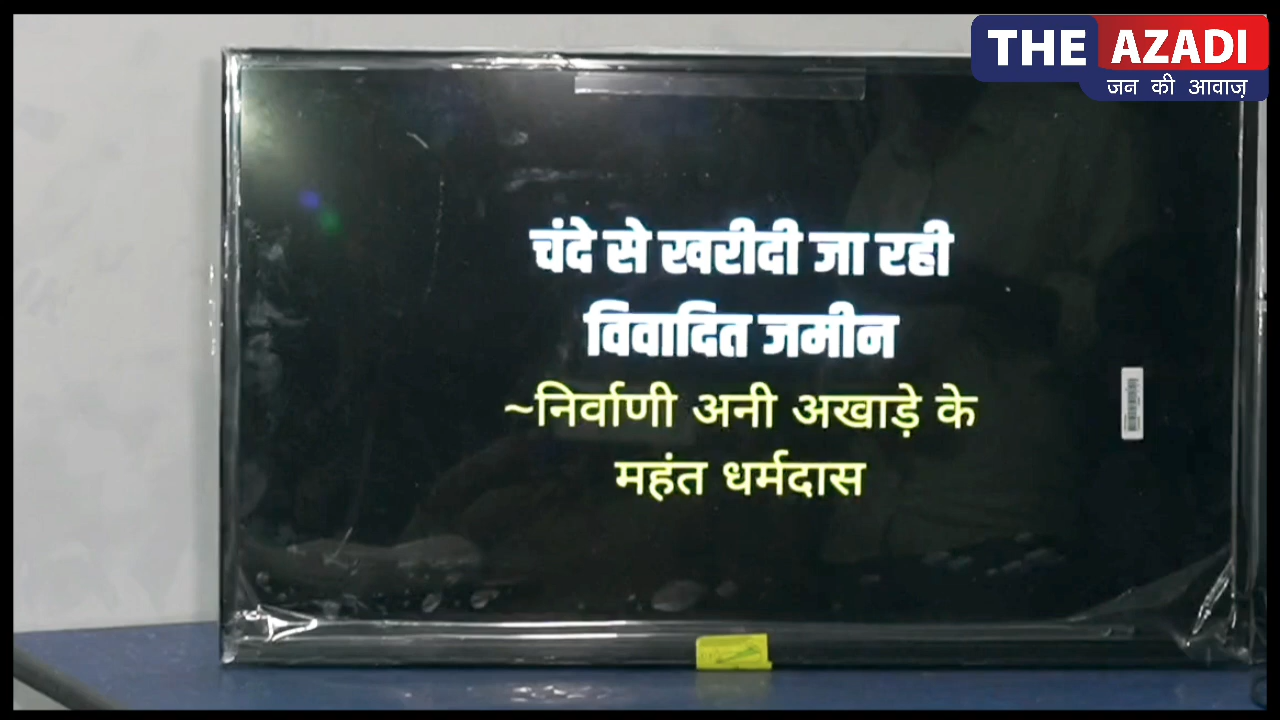 THE AZADI
जन की आवाज़
चंदे से खरीदी जा रही
विवादित जमीन
~निर्वाणी अनी अखाड़े के
महंत धर्मदास